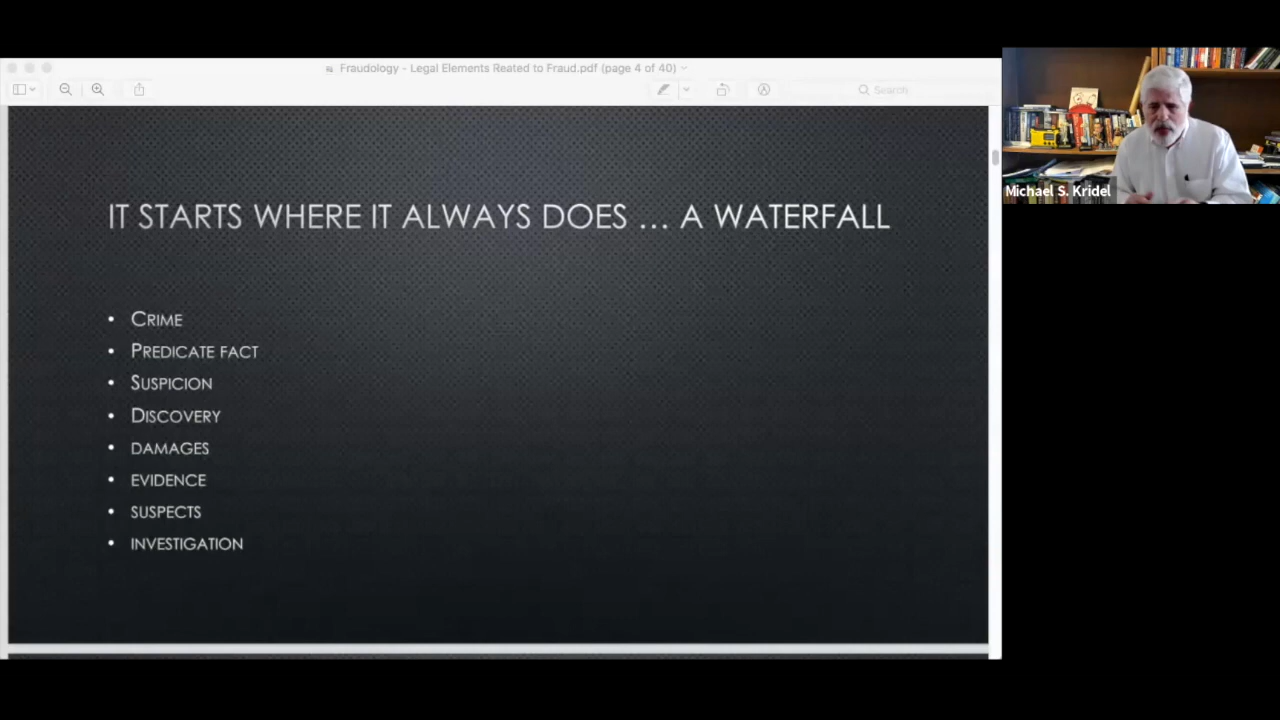 Fraudology - Legal Elements Reated to Fraud.pdf (page 4 of 40)
Search
IT STARTS WHERE IT ALWAYS DOES ... A WATERFALL
• CRIME
• PREDICATE FACT
• SUSPICION
• DISCOVERY
• DAMAGES
• EVIDENCE
• SUSPECTS
• INVESTIGATION
Michael S. Kridel